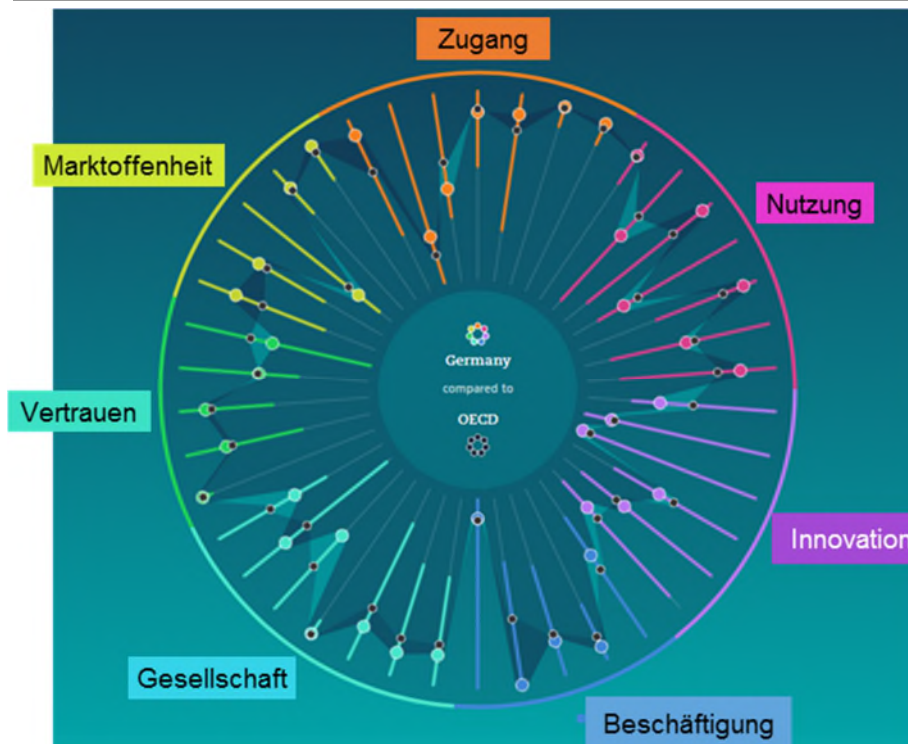 Zugang
Marktoffenheit
Nutzung
Germany
compared to
OECD
Vertrauen
Innovation
Gesellschaft
Beschäftigung